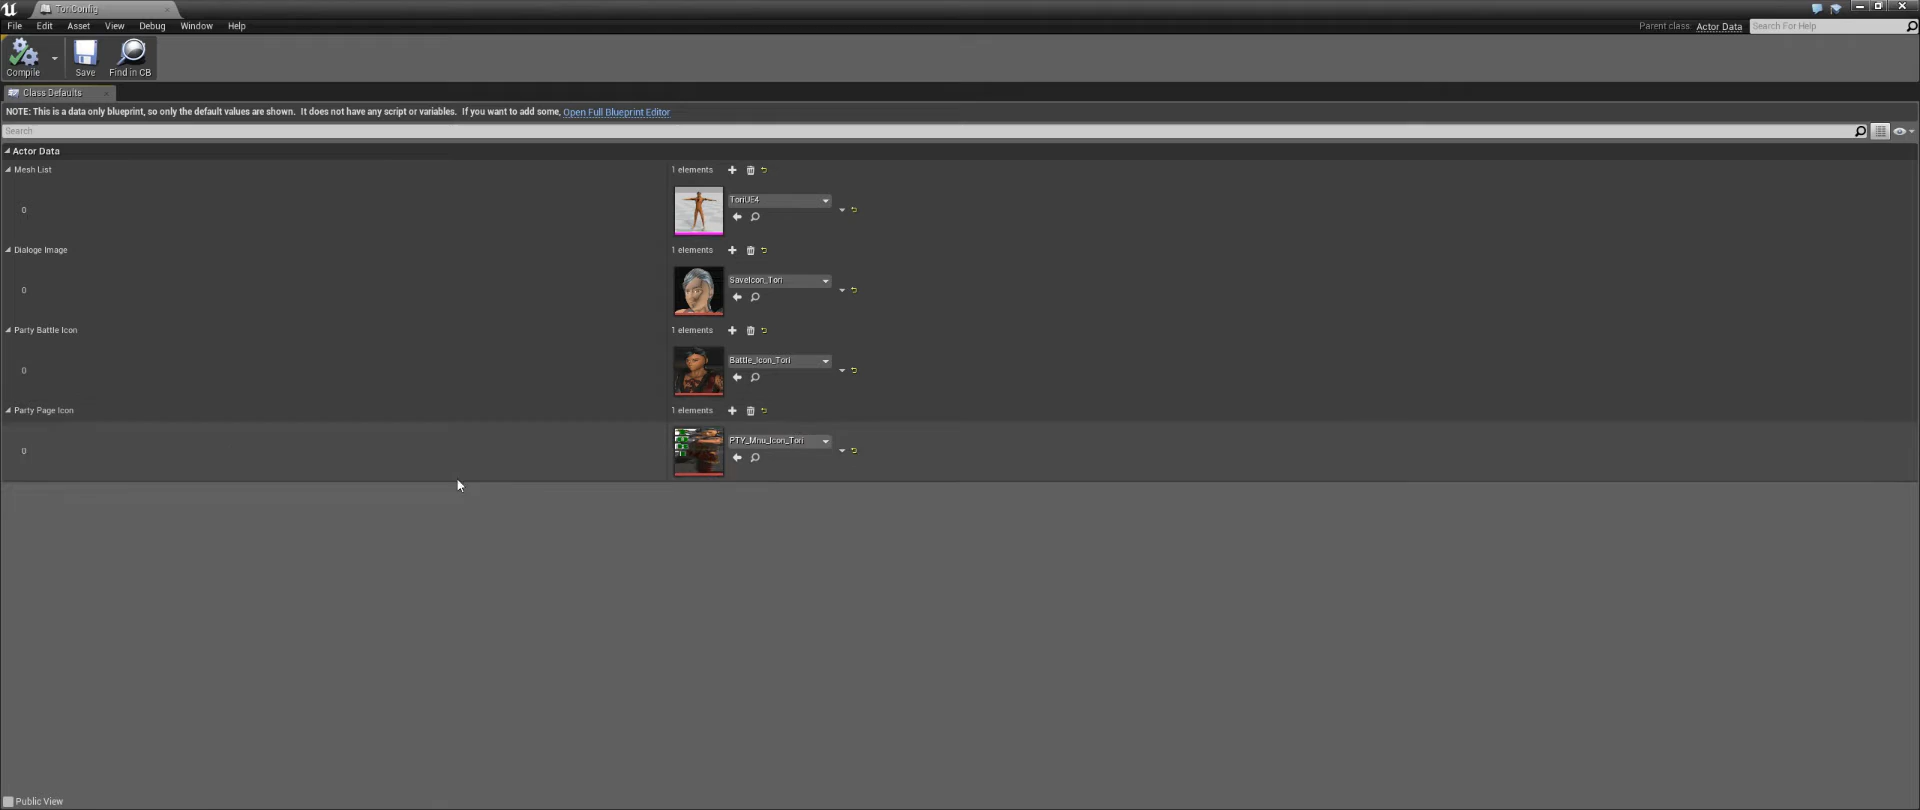 ToriConfig
File Edit Asset View Debug Window Help
Parent class: Actor Data Search For Help
Compile Save Find in CB
Class Defaults
NOTE: This is a data only blueprint, so only the default values are shown. It does not have any script or variables. If you want to add some, Open Full Blueprint Editor
Search
Actor Data
Mesh List 1 elements
0 ToriUE4
Dialoge Image 1 elements
0 SaveIcon_Tori
Party Battle Icon 1 elements
0 Battle_Icon_Tori
Party Page Icon 1 elements
0 PTY_Mnu_Icon_Tori
Public View